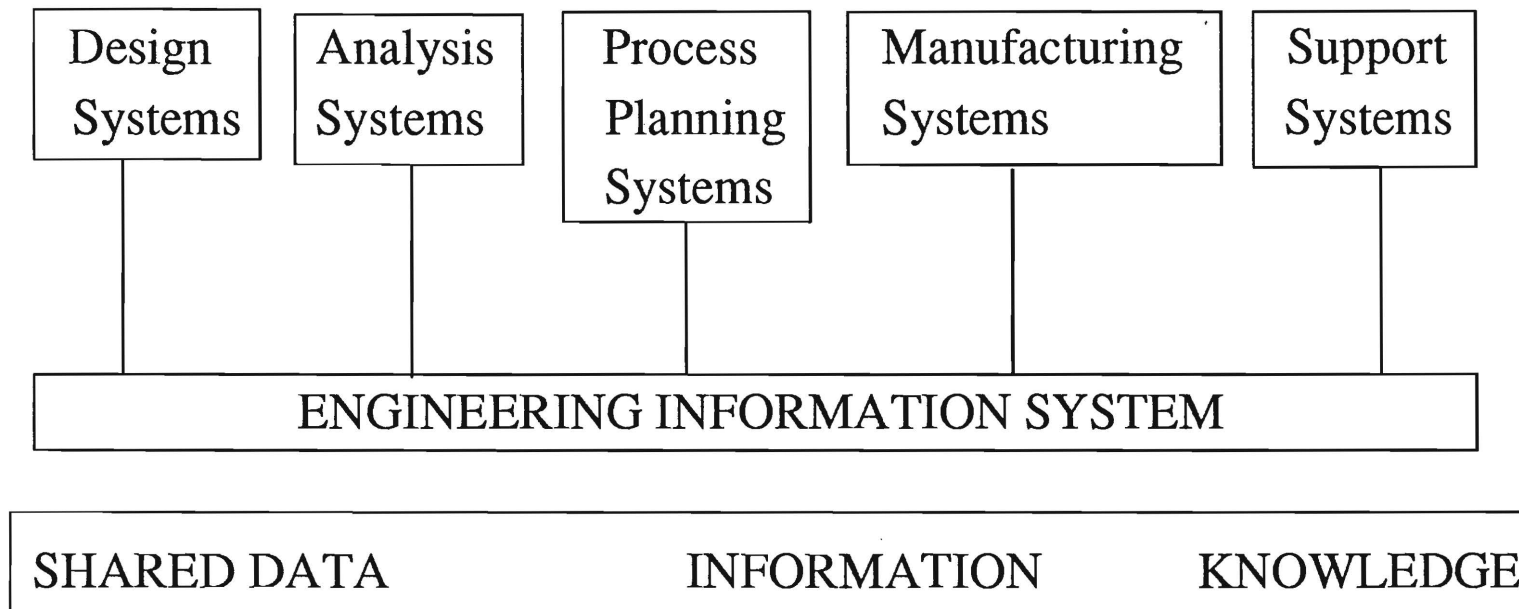 Design
Systems
Analysis
Systems
Process
Planning
Systems
Manufacturing
Systems
Support
Systems
ENGINEERING INFORMATION SYSTEM
SHARED DATA INFORMATION KNOWLEDGE